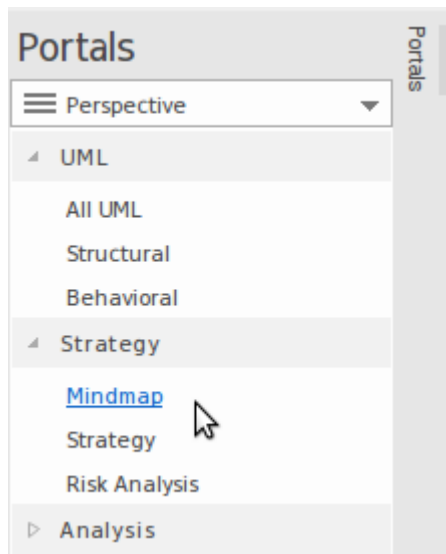 Portals
Portals
Perspective
UML
All UML
Structural
Behavioral
Strategy
Mindmap
Strategy
Risk Analysis
Analysis